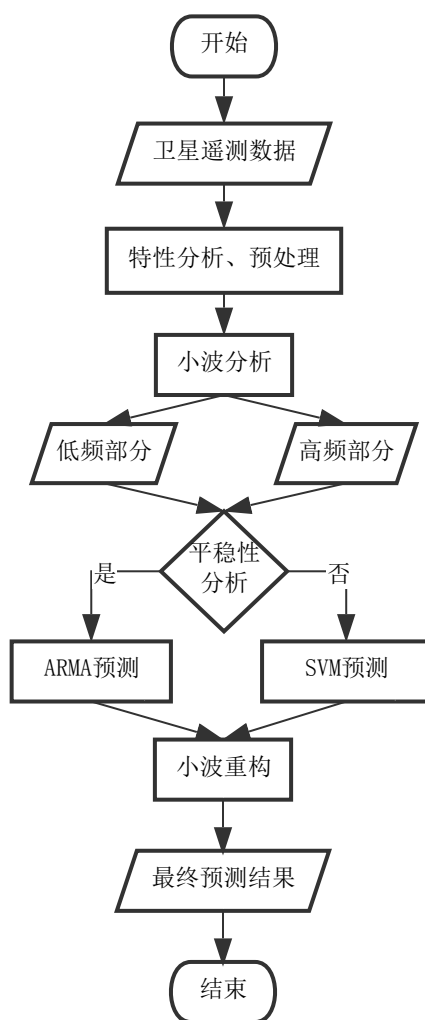 开始
卫星遥测数据
特性分析、预处理
小波分析
低频部分
高频部分
平稳性
分析
是
否
ARMA预测
SVM预测
小波重构
最终预测结果
结束